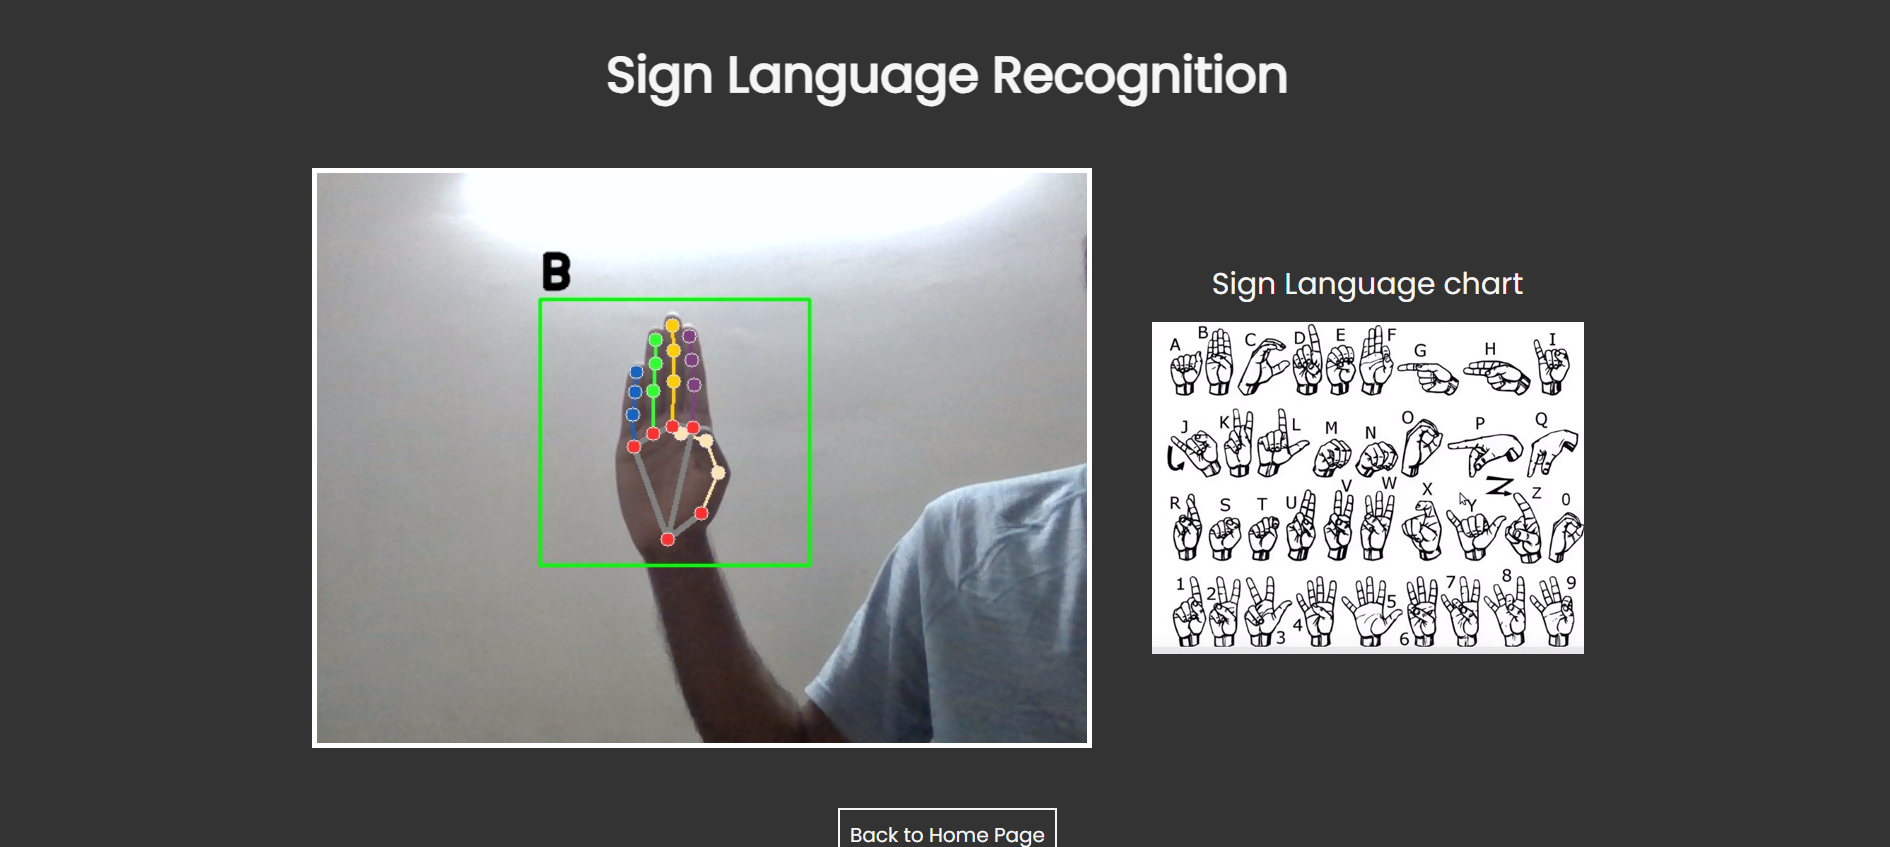 Sign Language Recognition
B
Sign Language chart
A B C D E F G H I
J K L M N O P Q
R S T U V W X Y Z 0
1 2 3 4 5 6 7 8 9
Back to Home Page